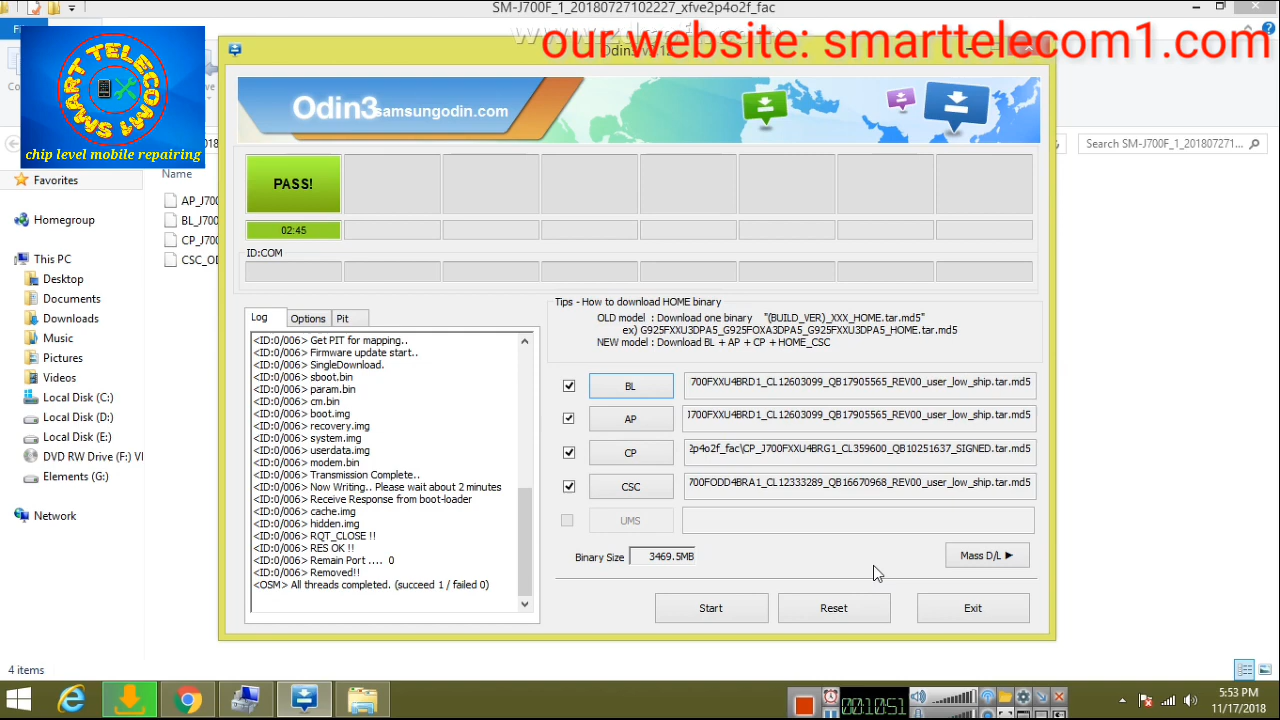 SM-J700F_1_20180727102227_xfve2p4o2f_fac
our website: smarttelecom1.com
SMART TELECOM1
chip level mobile repairing
Odin3
samsungodin.com
Search SM-J700F_1_201807271...
Name
Favorites
AP_J700
Homegroup
BL_J700
CP_J700
This PC
CSC_OD
Desktop
Documents
Downloads
Music
Pictures
Videos
Local Disk (C:)
Local Disk (D:)
Local Disk (E:)
DVD RW Drive (F:) VI
Elements (G:)
Network
PASS!
02:45
ID:COM
Log
Options
Pit
<ID:0/006> Get PIT for mapping..
<ID:0/006> Firmware update start..
<ID:0/006> SingleDownload.
<ID:0/006> sboot.bin
<ID:0/006> param.bin
<ID:0/006> cm.bin
<ID:0/006> boot.img
<ID:0/006> recovery.img
<ID:0/006> system.img
<ID:0/006> userdata.img
<ID:0/006> modem.bin
<ID:0/006> Transmission Complete..
<ID:0/006> Now Writing.. Please wait about 2 minutes
<ID:0/006> Receive Response from boot-loader
<ID:0/006> cache.img
<ID:0/006> hidden.img
<ID:0/006> RQT_CLOSE !!
<ID:0/006> RES OK !!
<ID:0/006> Remain Port .... 0
<ID:0/006> Removed!!
<OSM> All threads completed. (succeed 1 / failed 0)
Tips - How to download HOME binary
OLD model : Download one binary "(BUILD_VER)_XXX_HOME.tar.md5"
ex) G925FXXU3DPA5_G925FOXA3DPA5_G925FXXU3DPA5_HOME.tar.md5
NEW model : Download BL + AP + CP + HOME_CSC
BL
700FXXU4BRD1_CL12603099_QB17905565_REV00_user_low_ship.tar.md5
AP
J700FXXU4BRD1_CL12603099_QB17905565_REV00_user_low_ship.tar.md5
CP
2p4o2f_fac\CP_J700FXXU4BRG1_CL359600_QB10251637_SIGNED.tar.md5
CSC
700FODD4BRA1_CL12333289_QB16670968_REV00_user_low_ship.tar.md5
UMS
Binary Size
3469.5MB
Mass D/L
Start
Reset
Exit
4 items
00:10:51
5:53 PM
11/17/2018